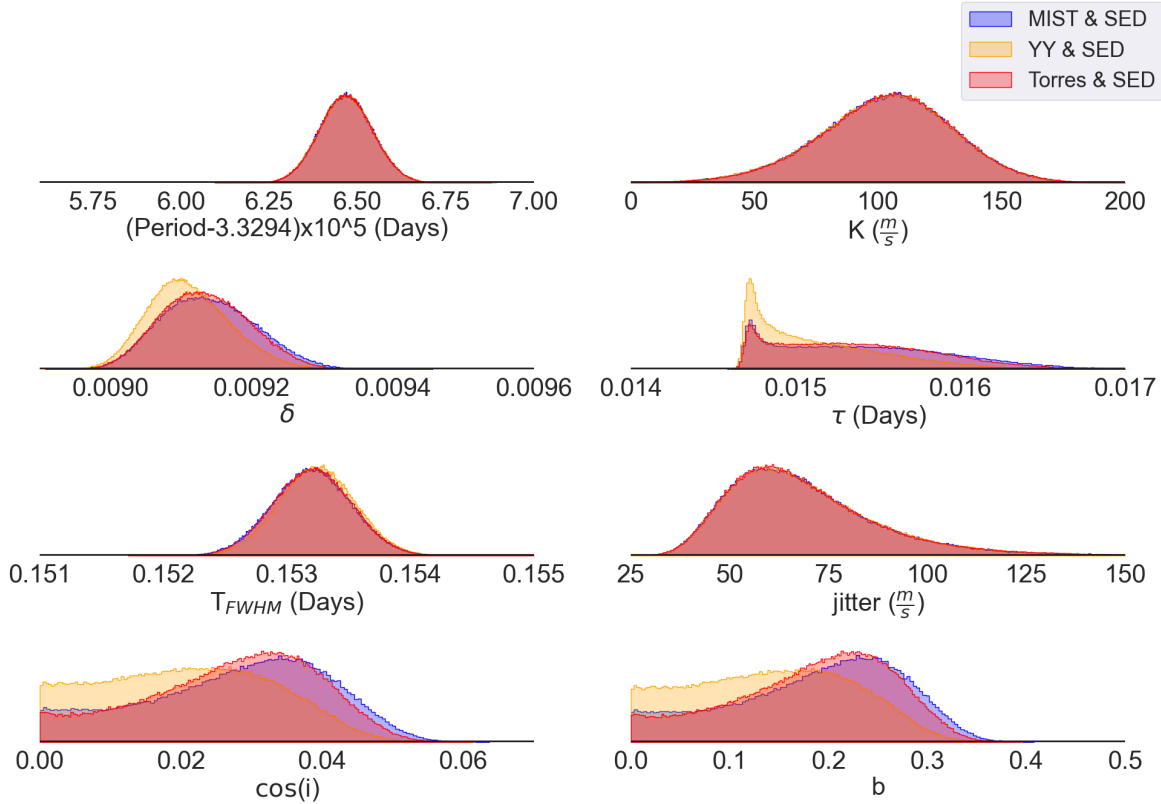 MIST & SED
YY & SED
Torres & SED
5.75 6.00 6.25 6.50 6.75 7.00
(Period-3.3294)x10^5 (Days)
0 50 100 150 200
K (m/s)
0.0090 0.0092 0.0094 0.0096
δ
0.014 0.015 0.016 0.017
τ (Days)
0.151 0.152 0.153 0.154 0.155
T_FWHM (Days)
25 50 75 100 125 150
jitter (m/s)
0.00 0.02 0.04 0.06
cos(i)
0.0 0.1 0.2 0.3 0.4 0.5
b